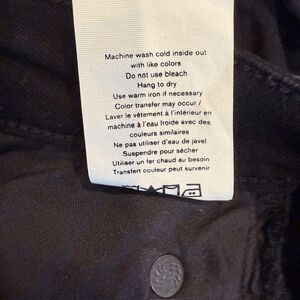 Machine wash cold inside out
with like colors
Do not use bleach
Hang to dry
Use warm iron if necessary
Color transfer may occur /
Laver le vêtement à l'intérieur en
machine à l'eau froide avec des
couleurs similaires
Ne pas utiliser d'eau de javel
Suspendre pour sécher
Utiliser un fer chaud au besoin
Transfert couleur peut survenir